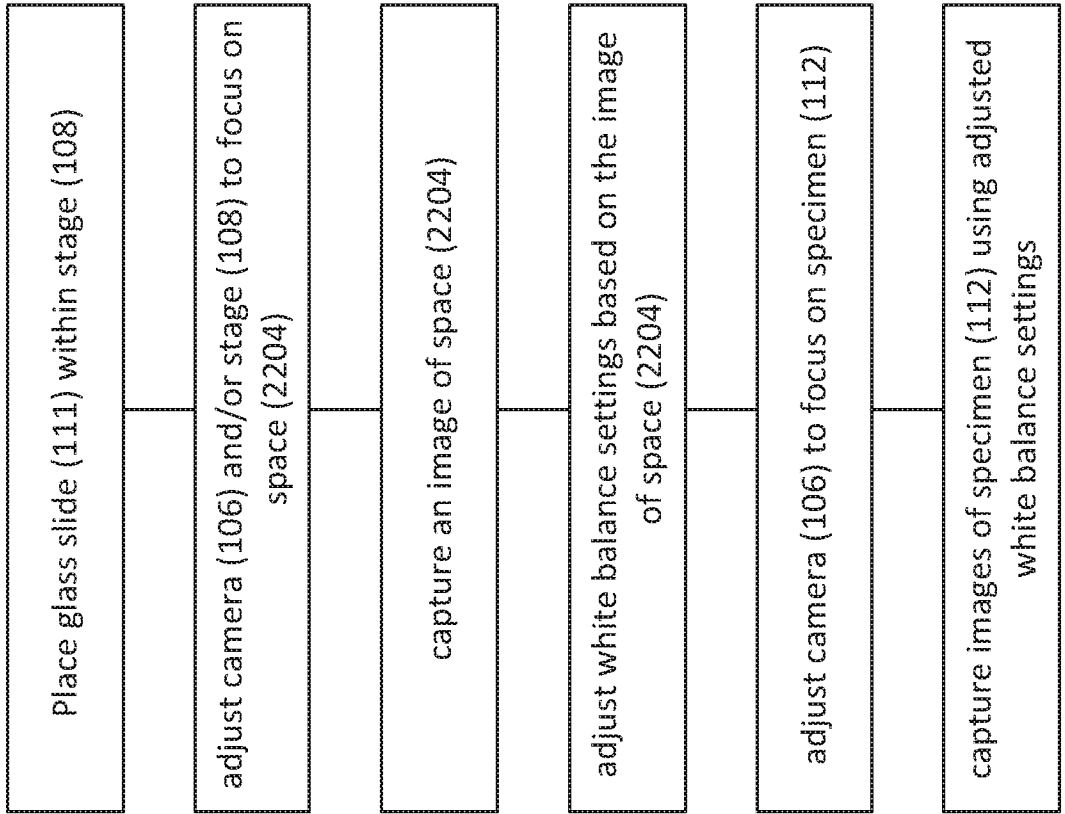 Place glass slide (111) within stage (108)
adjust camera (106) and/or stage (108) to focus on
space (2204)
capture an image of space (2204)
adjust white balance settings based on the image
of space (2204)
adjust camera (106) to focus on specimen (112)
capture images of specimen (112) using adjusted
white balance settings